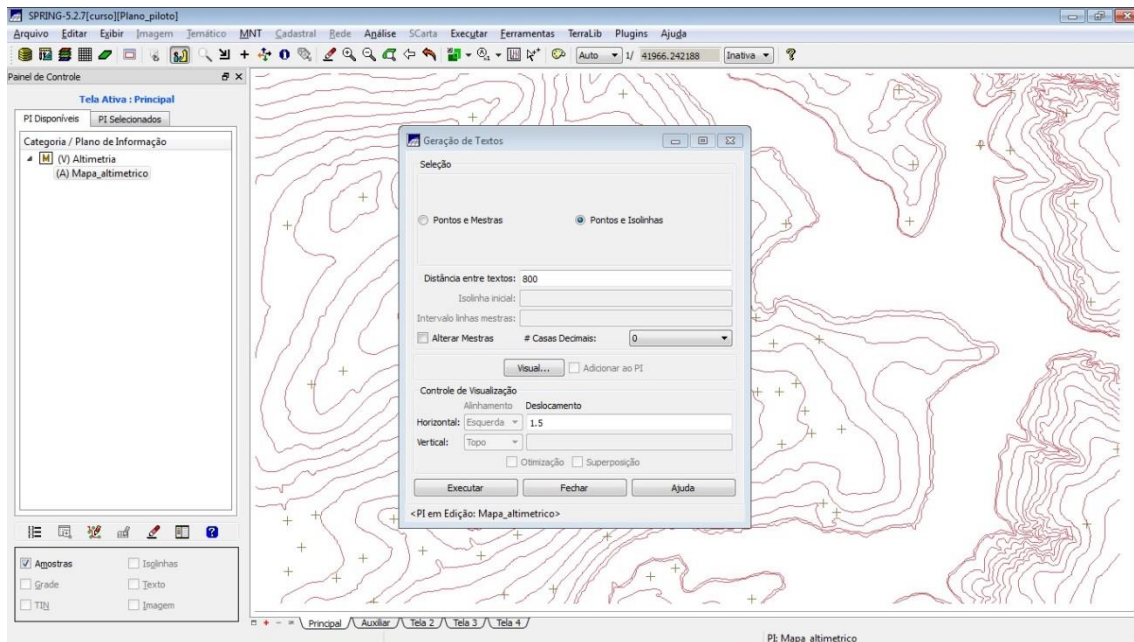 SPRING-5.2.7[curso][Plano_piloto]
Arquivo Editar Exibir Imagem Temático MNT Cadastral Rede Análise SCarta Executar Ferramentas TerraLib Plugins Ajuda
Auto 1/ 41966.242188 Inativa
Painel de Controle
Tela Ativa : Principal
PI Disponíveis PI Selecionados
Categoria / Plano de Informação
M (V) Altimetria
(A) Mapa_altimetrico
Amostras Isolinhas
Grade Texto
TIN Imagem
Geração de Textos
Seleção
Pontos e Mestras Pontos e Isolinhas
Distância entre textos: 800
Isolinha inicial:
Intervalo linhas mestras:
Alterar Mestras # Casas Decimais: 0
Visual... Adicionar ao PI
Controle de Visualização
Alinhamento Deslocamento
Horizontal: Esquerda 1.5
Vertical: Topo
Otimização Superposição
Executar Fechar Ajuda
<PI em Edição: Mapa_altimetrico>
Principal Auxiliar Tela 2 Tela 3 Tela 4
PI: Mapa_altimetrico